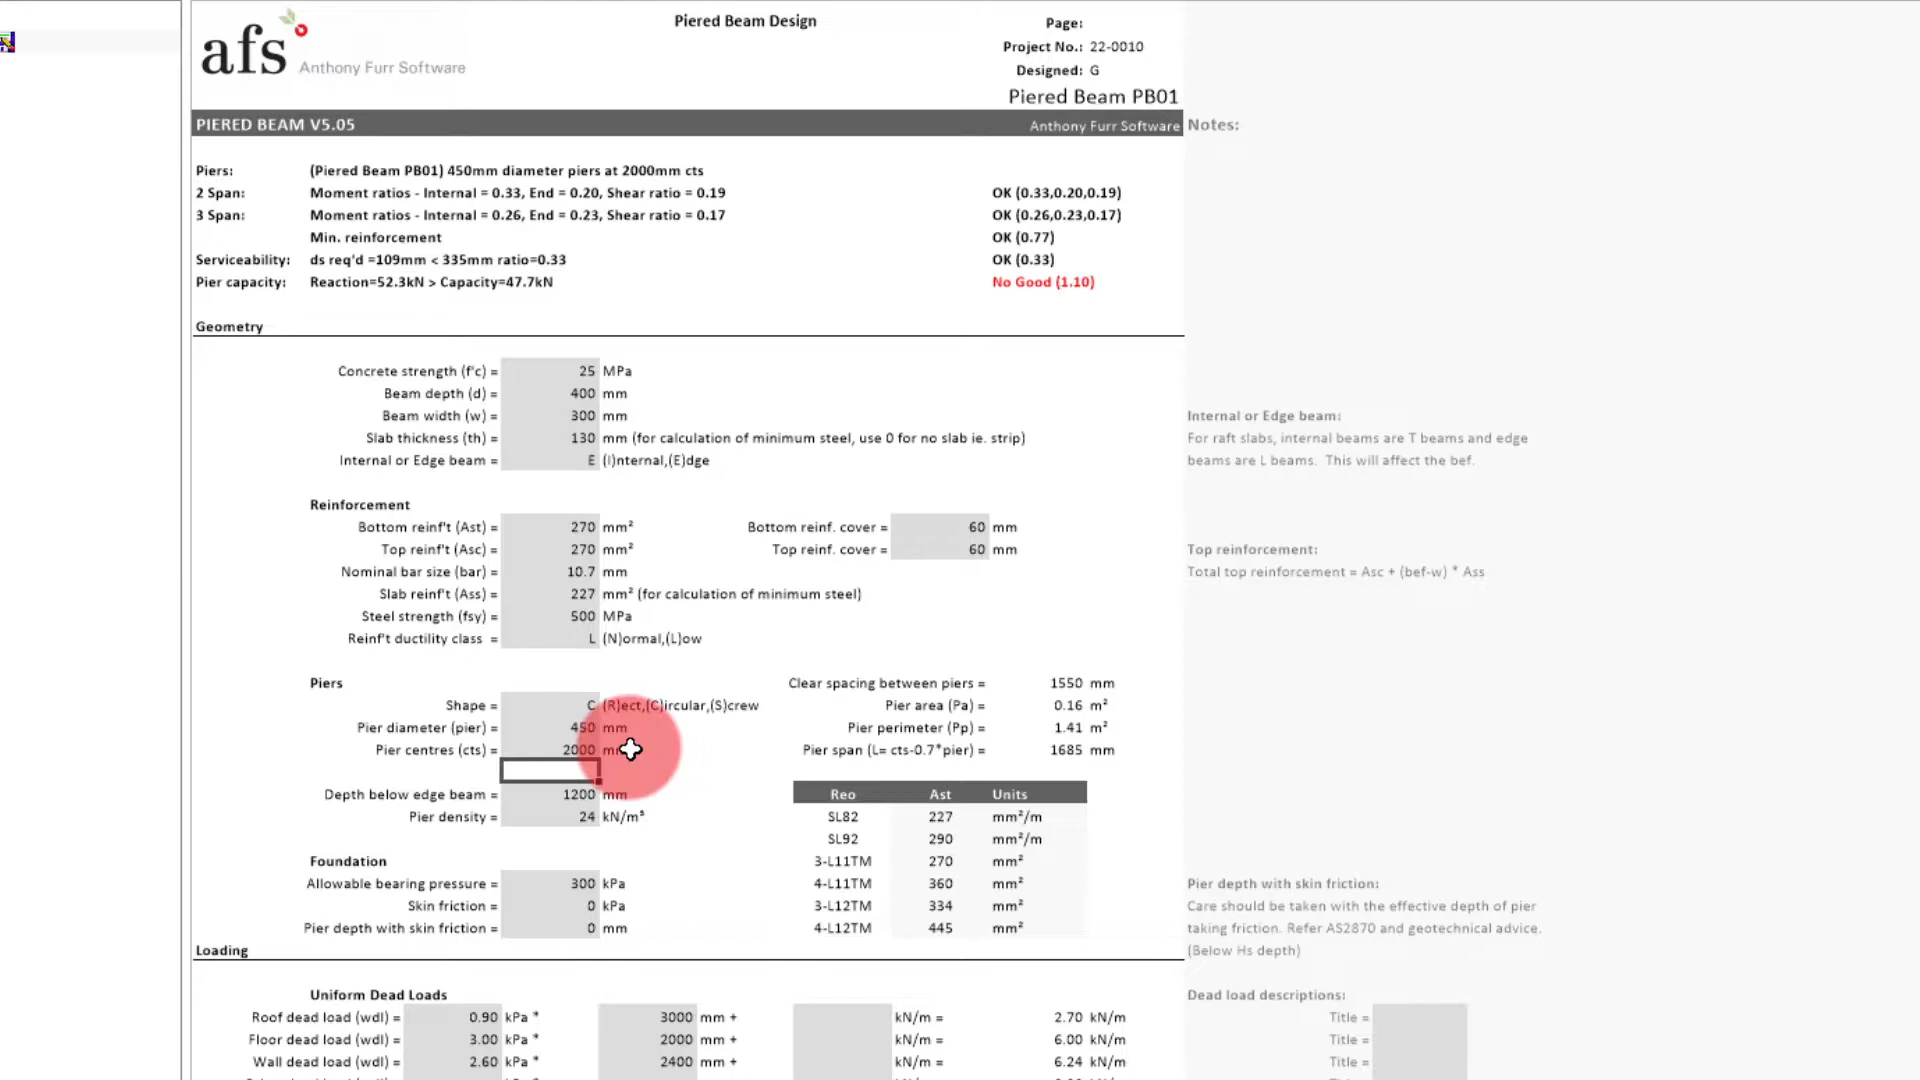 Piered Beam Design
Page:
afs Anthony Furr Software
Project No.: 22-0010
Designed: G
Piered Beam PB01
PIERED BEAM V5.05 Anthony Furr Software Notes:
Piers: (Piered Beam PB01) 450mm diameter piers at 2000mm cts
2 Span: Moment ratios - Internal = 0.33, End = 0.20, Shear ratio = 0.19 OK (0.33,0.20,0.19)
3 Span: Moment ratios - Internal = 0.26, End = 0.23, Shear ratio = 0.17 OK (0.26,0.23,0.17)
Min. reinforcement OK (0.77)
Serviceability: ds req'd =109mm < 335mm ratio=0.33 OK (0.33)
Pier capacity: Reaction=52.3kN > Capacity=47.7kN No Good (1.10)
Geometry
Concrete strength (f'c) = 25 MPa
Beam depth (d) = 400 mm
Beam width (w) = 300 mm Internal or Edge beam:
Slab thickness (th) = 130 mm (for calculation of minimum steel, use 0 for no slab ie. strip) For raft slabs, internal beams are T beams and edge
Internal or Edge beam = E (I)nternal,(E)dge beams are L beams. This will affect the bef.
Reinforcement
Bottom reinf't (Ast) = 270 mm² Bottom reinf. cover = 60 mm
Top reinf't (Asc) = 270 mm² Top reinf. cover = 60 mm Top reinforcement:
Nominal bar size (bar) = 10.7 mm Total top reinforcement = Asc + (bef-w) * Ass
Slab reinf't (Ass) = 227 mm² (for calculation of minimum steel)
Steel strength (fsy) = 500 MPa
Reinf't ductility class = L (N)ormal,(L)ow
Piers Clear spacing between piers = 1550 mm
Shape = C (R)ect,(C)ircular,(S)crew Pier area (Pa) = 0.16 m²
Pier diameter (pier) = 450 mm Pier perimeter (Pp) = 1.41 m²
Pier centres (cts) = 2000 Pier span (L= cts-0.7*pier) = 1685 mm
Depth below edge beam = 1200 mm Reo Ast Units
Pier density = 24 kN/m³ SL82 227 mm²/m
SL92 290 mm²/m
Foundation 3-L11TM 270 mm²
Allowable bearing pressure = 300 kPa 4-L11TM 360 mm² Pier depth with skin friction:
Skin friction = 0 kPa 3-L12TM 334 mm² Care should be taken with the effective depth of pier
Pier depth with skin friction = 0 mm 4-L12TM 445 mm² taking friction. Refer AS2870 and geotechnical advice.
Loading (Below Hs depth)
Uniform Dead Loads Dead load descriptions:
Roof dead load (wdl) = 0.90 kPa * 3000 mm + kN/m = 2.70 kN/m Title =
Floor dead load (wdl) = 3.00 kPa * 2000 mm + kN/m = 6.00 kN/m Title =
Wall dead load (wdl) = 2.60 kPa * 2400 mm + kN/m = 6.24 kN/m Title =